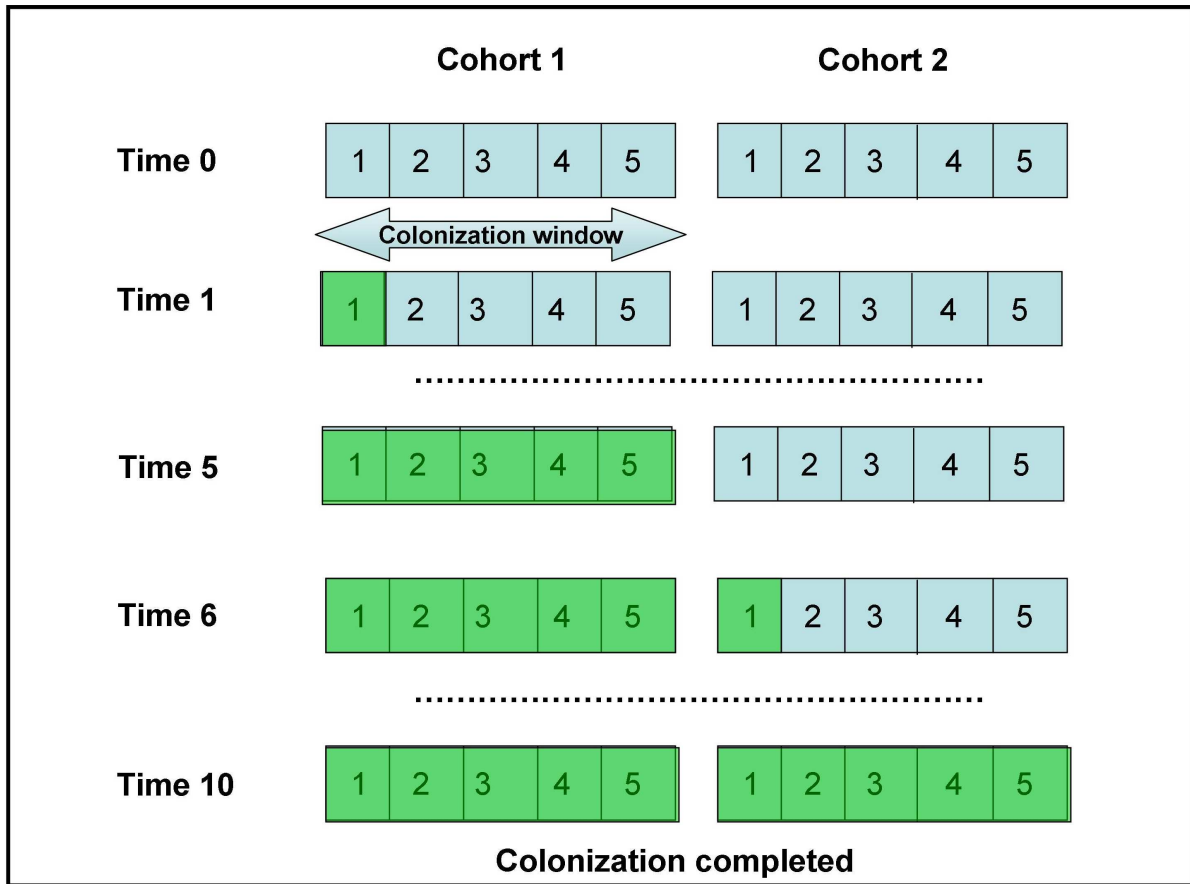 Cohort 1 Cohort 2
Time 0 1 2 3 4 5 1 2 3 4 5
Colonization window
Time 1 1 2 3 4 5 1 2 3 4 5
Time 5 1 2 3 4 5 1 2 3 4 5
Time 6 1 2 3 4 5 1 2 3 4 5
Time 10 1 2 3 4 5 1 2 3 4 5
Colonization completed